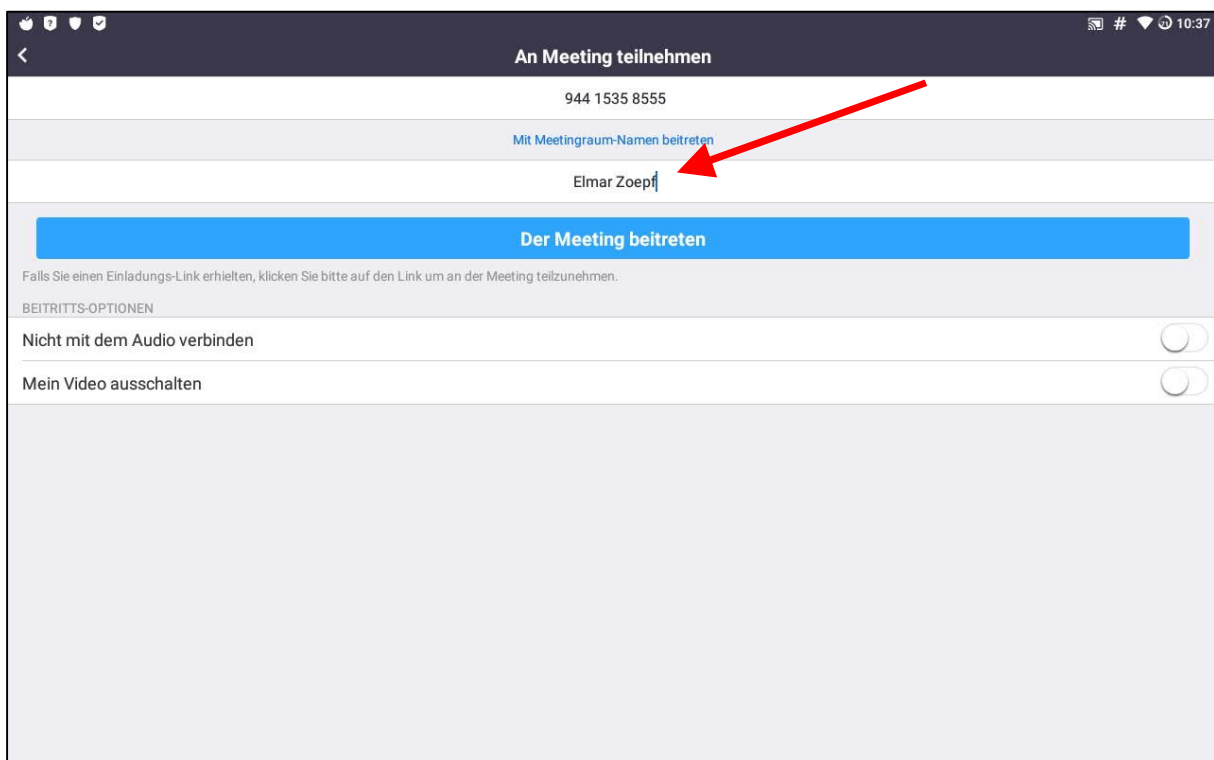 10:37
An Meeting teilnehmen
944 1535 8555
Mit Meetingraum-Namen beitreten
Elmar Zoepf
Der Meeting beitreten
Falls Sie einen Einladungs-Link erhielten, klicken Sie bitte auf den Link um an der Meeting teilzunehmen.
BEITRITTS-OPTIONEN
Nicht mit dem Audio verbinden
Mein Video ausschalten